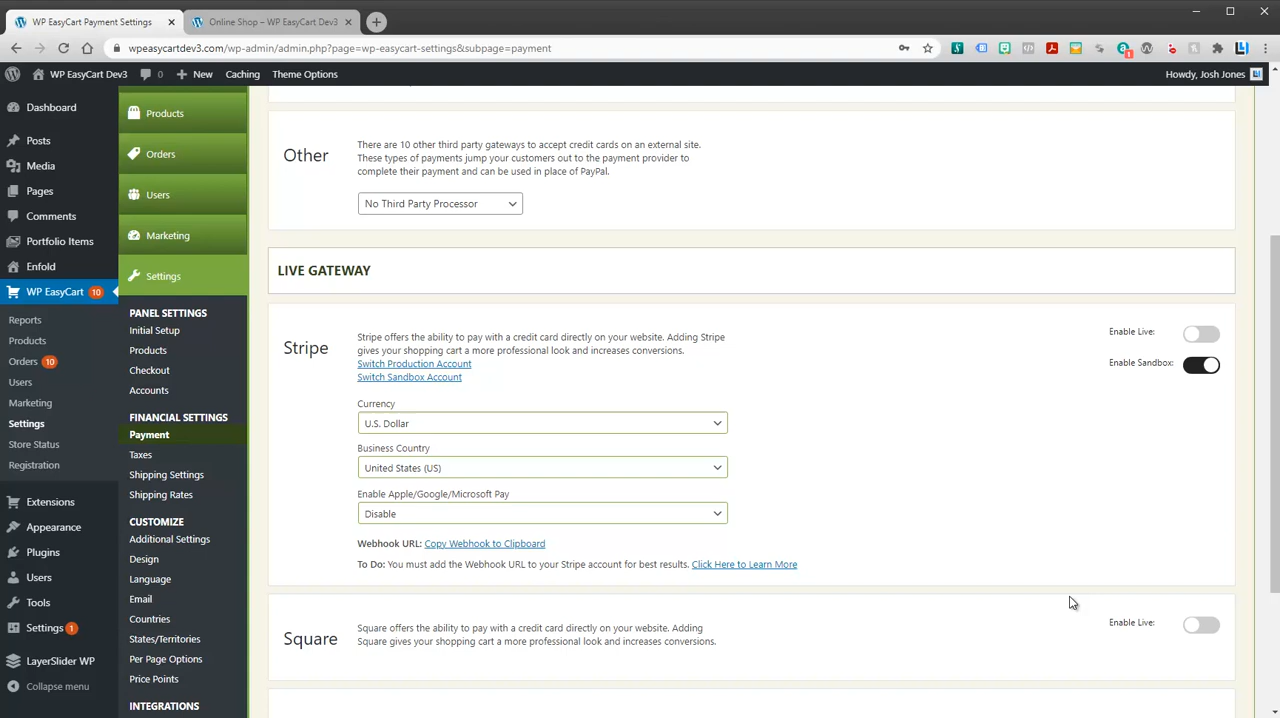 WP EasyCart Payment Settings
Online Shop – WP EasyCart Dev3
wpeasycartdev3.com/wp-admin/admin.php?page=wp-easycart-settings&subpage=payment
WP EasyCart Dev3
0
New
Caching
Theme Options
Howdy, Josh Jones
Dashboard
Posts
Media
Pages
Comments
Portfolio Items
Enfold
WP EasyCart 10
Reports
Products
Orders 10
Users
Marketing
Settings
Store Status
Registration
Extensions
Appearance
Plugins
Users
Tools
Settings 1
LayerSlider WP
Collapse menu
Products
Orders
Users
Marketing
Settings
PANEL SETTINGS
Initial Setup
Products
Checkout
Accounts
FINANCIAL SETTINGS
Payment
Taxes
Shipping Settings
Shipping Rates
CUSTOMIZE
Additional Settings
Design
Language
Email
Countries
States/Territories
Per Page Options
Price Points
INTEGRATIONS
Other
There are 10 other third party gateways to accept credit cards on an external site.
These types of payments jump your customers out to the payment provider to
complete their payment and can be used in place of PayPal.
No Third Party Processor
LIVE GATEWAY
Stripe
Stripe offers the ability to pay with a credit card directly on your website. Adding Stripe
gives your shopping cart a more professional look and increases conversions.
Switch Production Account
Switch Sandbox Account
Enable Live:
Enable Sandbox:
Currency
U.S. Dollar
Business Country
United States (US)
Enable Apple/Google/Microsoft Pay
Disable
Webhook URL: Copy Webhook to Clipboard
To Do: You must add the Webhook URL to your Stripe account for best results. Click Here to Learn More
Square
Square offers the ability to pay with a credit card directly on your website. Adding
Square gives your shopping cart a more professional look and increases conversions.
Enable Live: